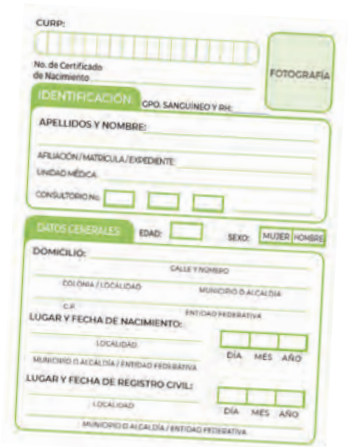 CURP:
No. de Certificado
de Nacimiento
FOTOGRAFÍA
IDENTIFICACIÓN GPO. SANGUÍNEO Y RH:
APELLIDOS Y NOMBRE:
AFILIACIÓN/MATRÍCULA/EXPEDIENTE:
UNIDAD MÉDICA:
CONSULTORIO No.
DATOS GENERALES EDAD: SEXO: MUJER HOMBRE
DOMICILIO:
CALLE Y NÚMERO
COLONIA / LOCALIDAD MUNICIPIO O ALCALDÍA
C.P. ENTIDAD FEDERATIVA
LUGAR Y FECHA DE NACIMIENTO:
LOCALIDAD
DÍA MES AÑO
MUNICIPIO O ALCALDÍA / ENTIDAD FEDERATIVA
LUGAR Y FECHA DE REGISTRO CIVIL:
LOCALIDAD
DÍA MES AÑO
MUNICIPIO O ALCALDÍA / ENTIDAD FEDERATIVA